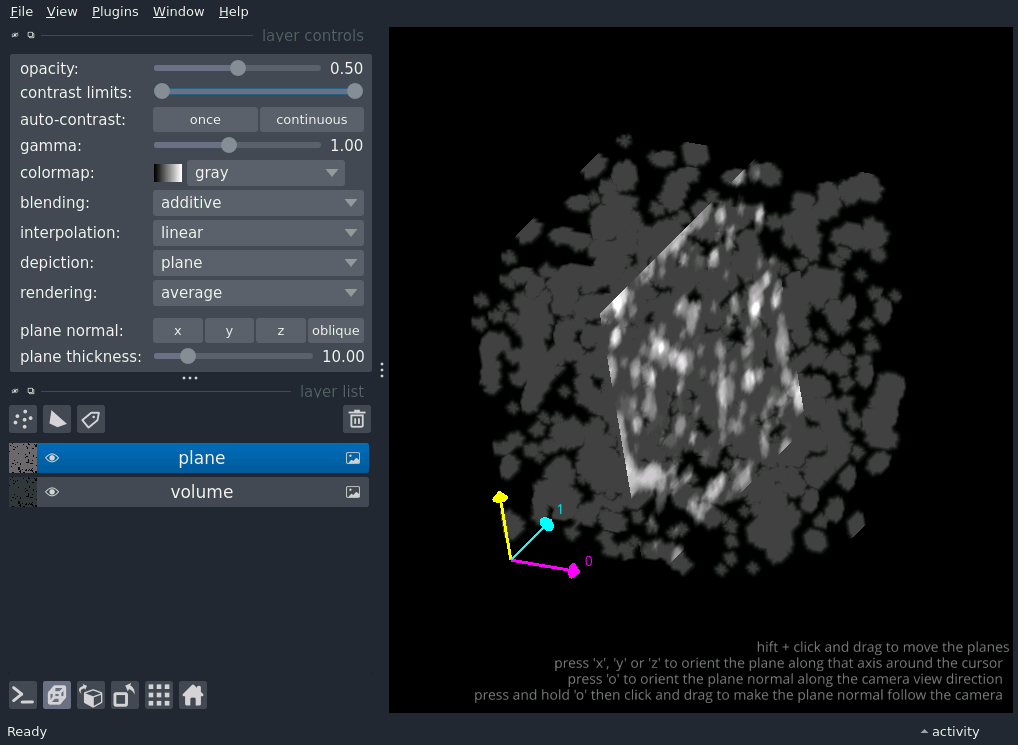 File View Plugins Window Help
layer controls
opacity: 0.50
contrast limits:
auto-contrast: once continuous
gamma: 1.00
colormap: gray
blending: additive
interpolation: linear
depiction: plane
rendering: average
plane normal: x y z oblique
plane thickness: 10.00
layer list
plane
volume
1
0
hift + click and drag to move the planes
press 'x', 'y' or 'z' to orient the plane along that axis around the cursor
press 'o' to orient the plane normal along the camera view direction
press and hold 'o' then click and drag to make the plane normal follow the camera
Ready
activity